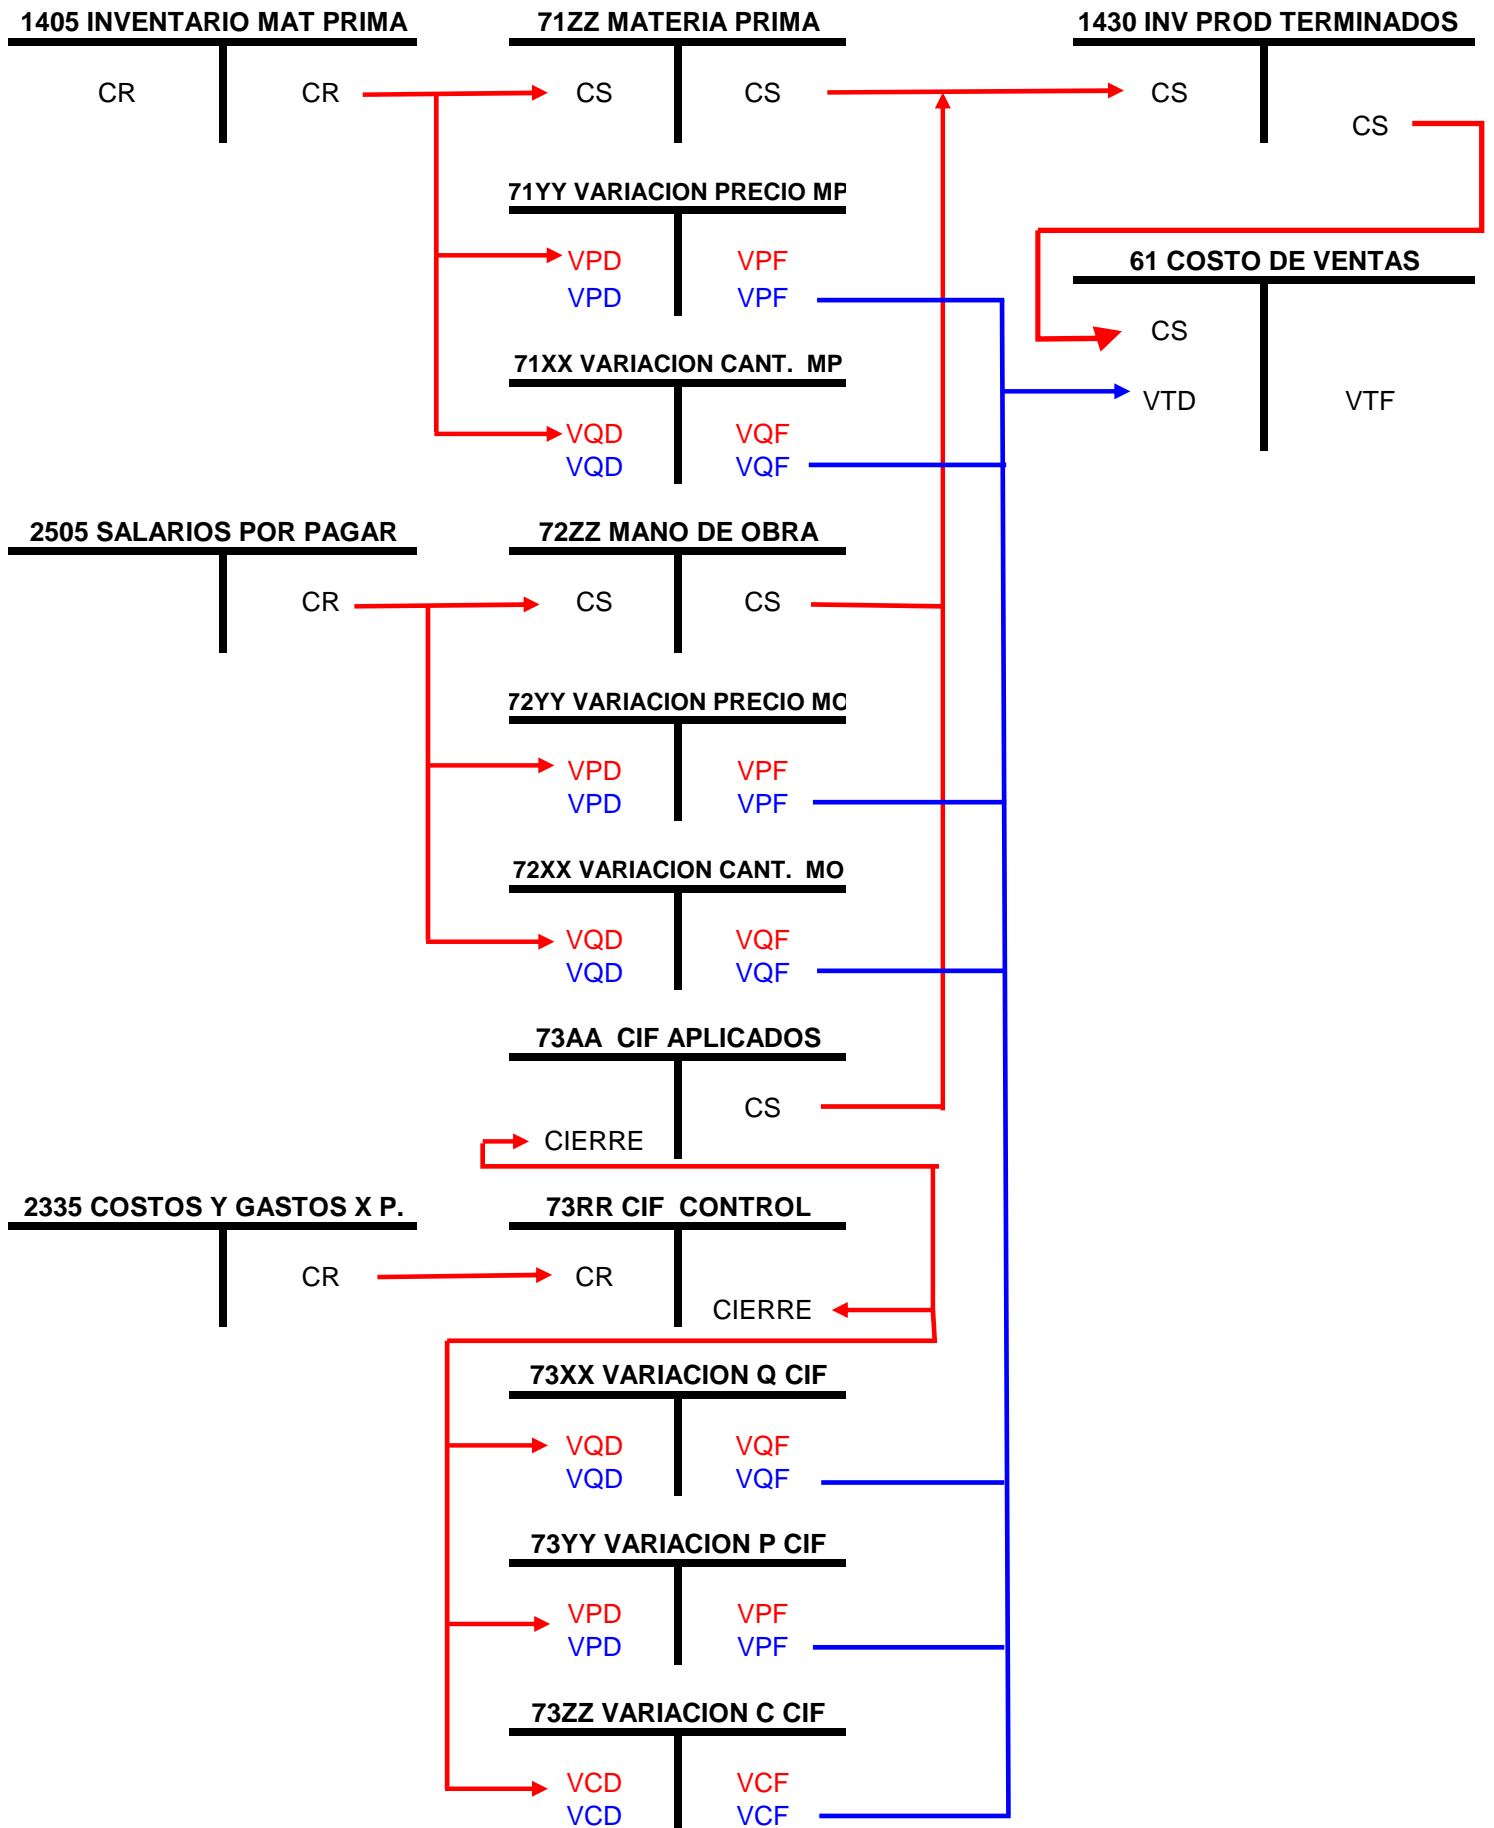 1405 INVENTARIO MAT PRIMA 71ZZ MATERIA PRIMA 1430 INV PROD TERMINADOS
CR CR CS CS CS
CS
71YY VARIACION PRECIO MP
VPD VPF 61 COSTO DE VENTAS
VPD VPF
CS
71XX VARIACION CANT. MP
VTD VTF
VQD VQF
VQD VQF
2505 SALARIOS POR PAGAR 72ZZ MANO DE OBRA
CR CS CS
72YY VARIACION PRECIO MO
VPD VPF
VPD VPF
72XX VARIACION CANT. MO
VQD VQF
VQD VQF
73AA CIF APLICADOS
CS
CIERRE
2335 COSTOS Y GASTOS X P. 73RR CIF CONTROL
CR CR
CIERRE
73XX VARIACION Q CIF
VQD VQF
VQD VQF
73YY VARIACION P CIF
VPD VPF
VPD VPF
73ZZ VARIACION C CIF
VCD VCF
VCD VCF